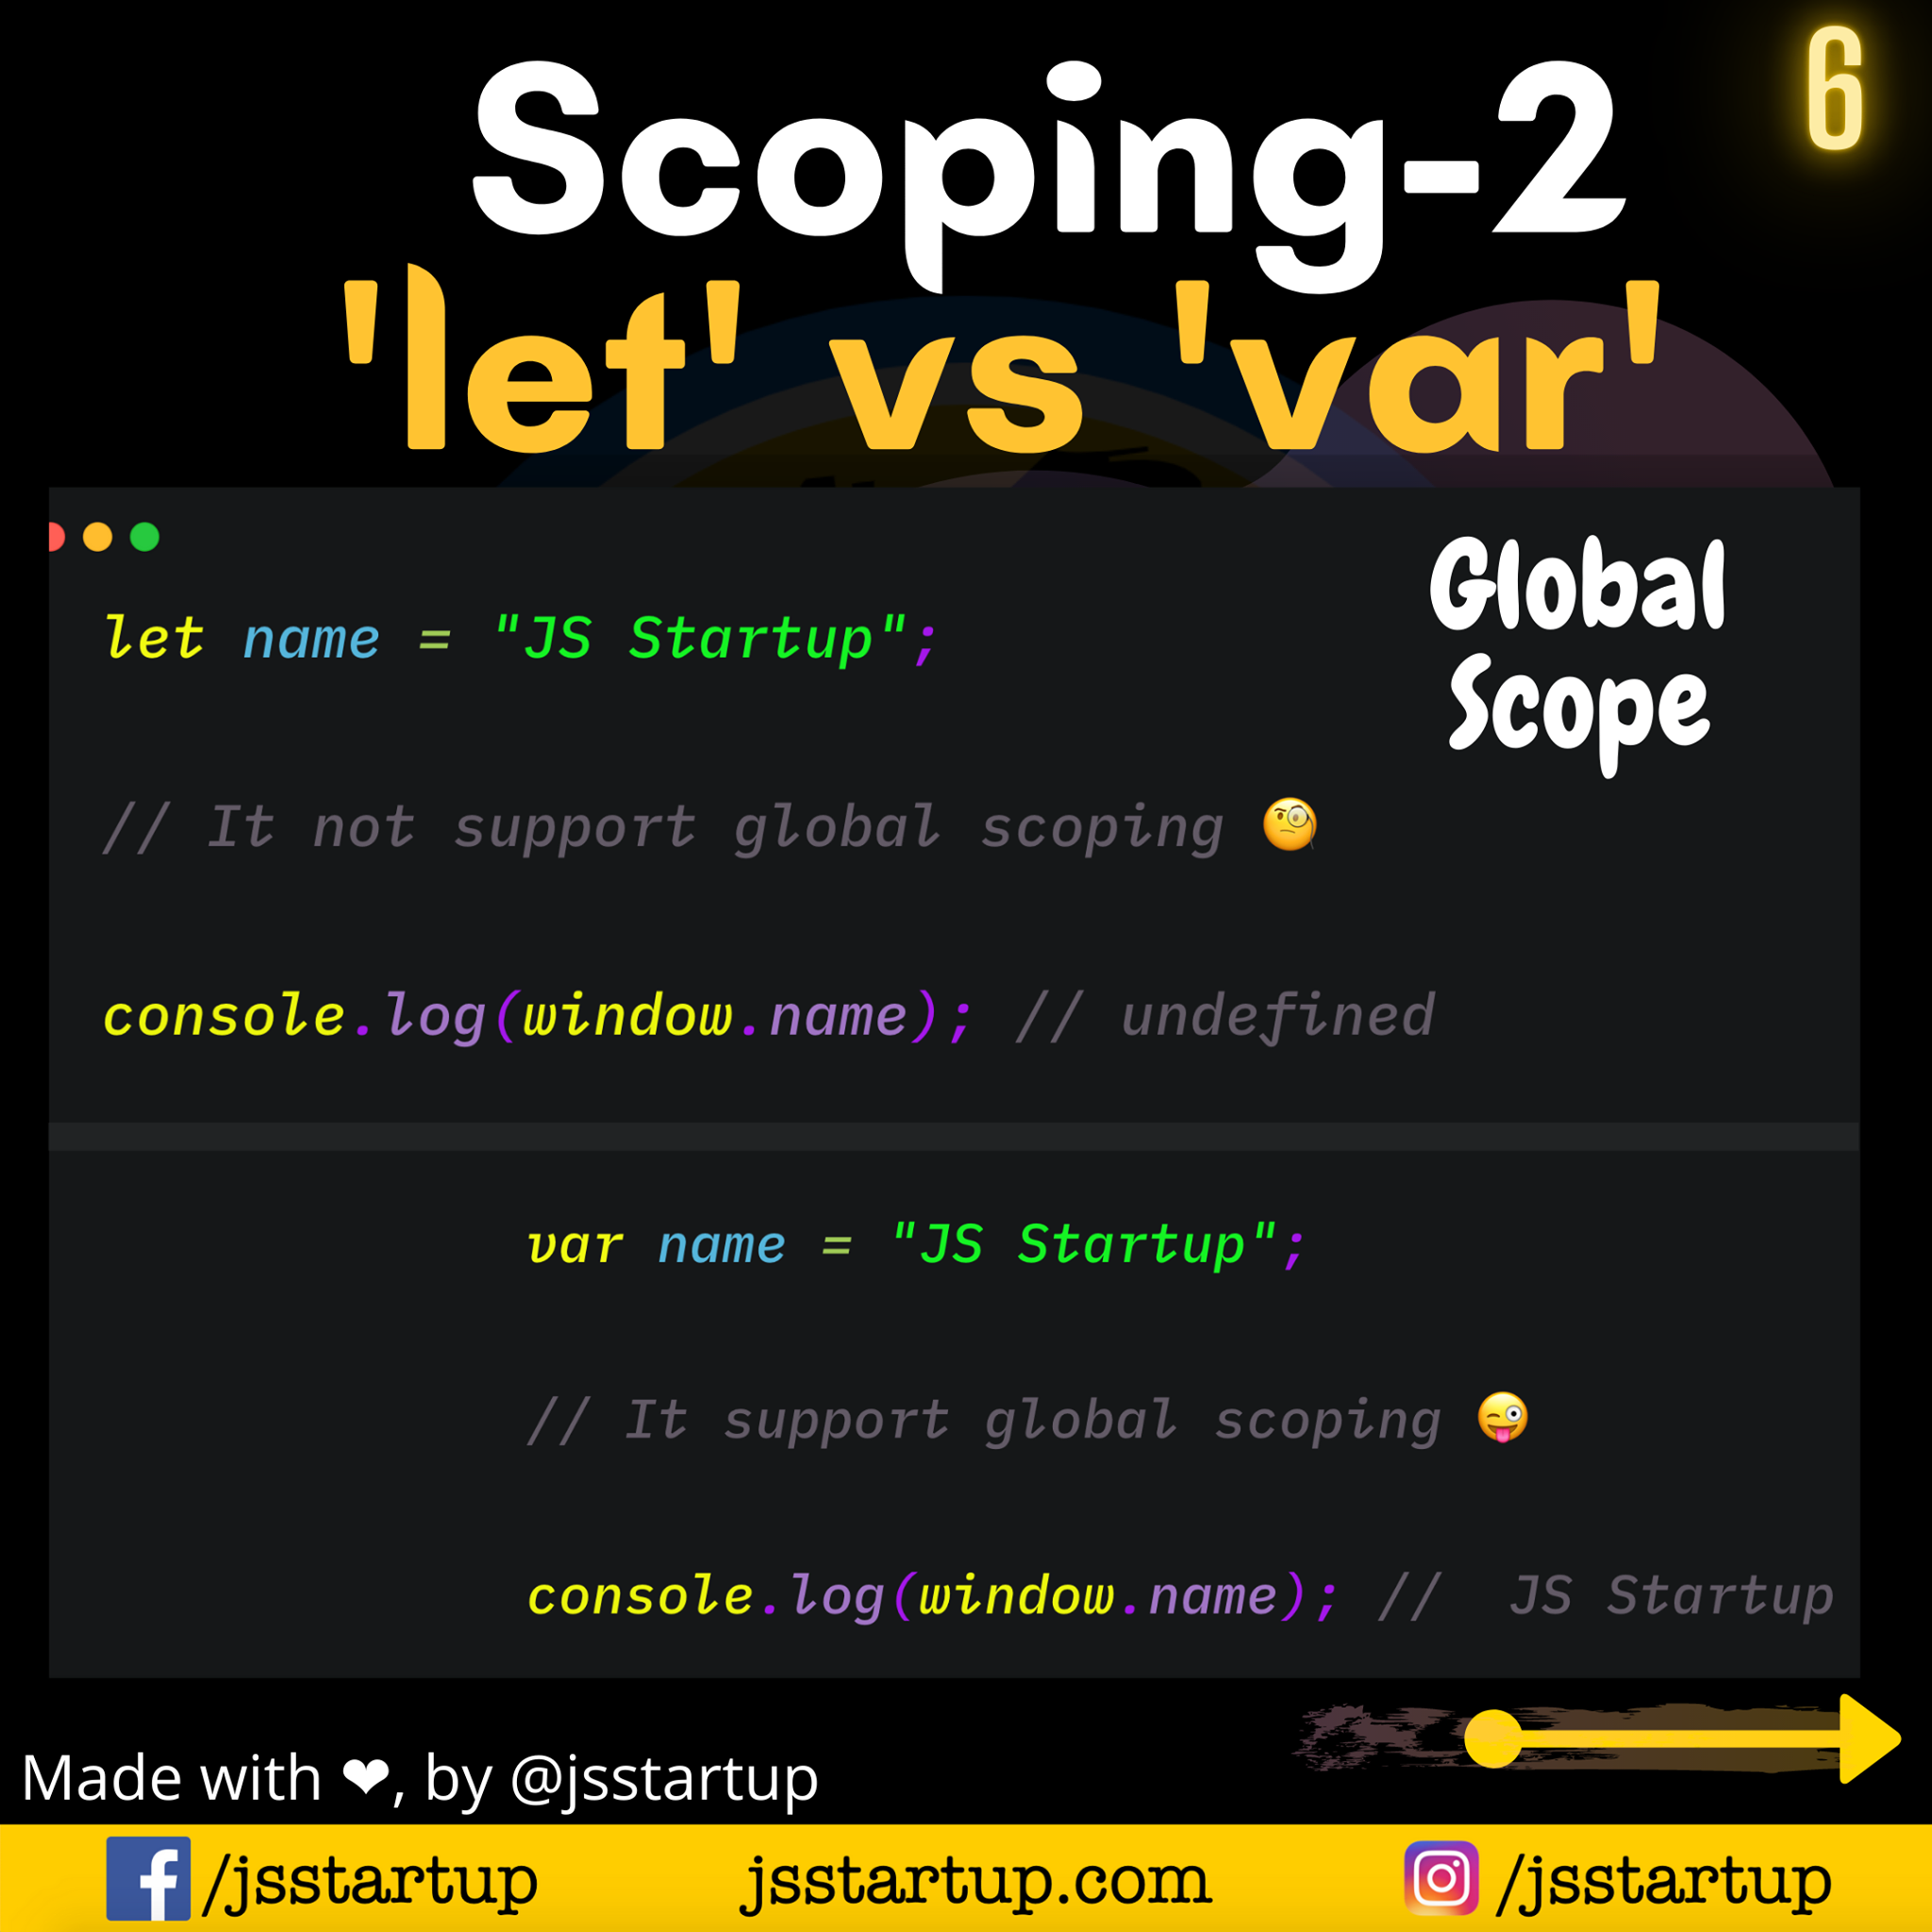 6
Scoping-2
'let' vs 'var'
Global
Scope
let name = "JS Startup";
// It not support global scoping 🧐
console.log(window.name); // undefined
var name = "JS Startup";
// It support global scoping 😜
console.log(window.name); //  JS Startup
Made with ❤, by @jsstartup
/jsstartup
jsstartup.com
/jsstartup